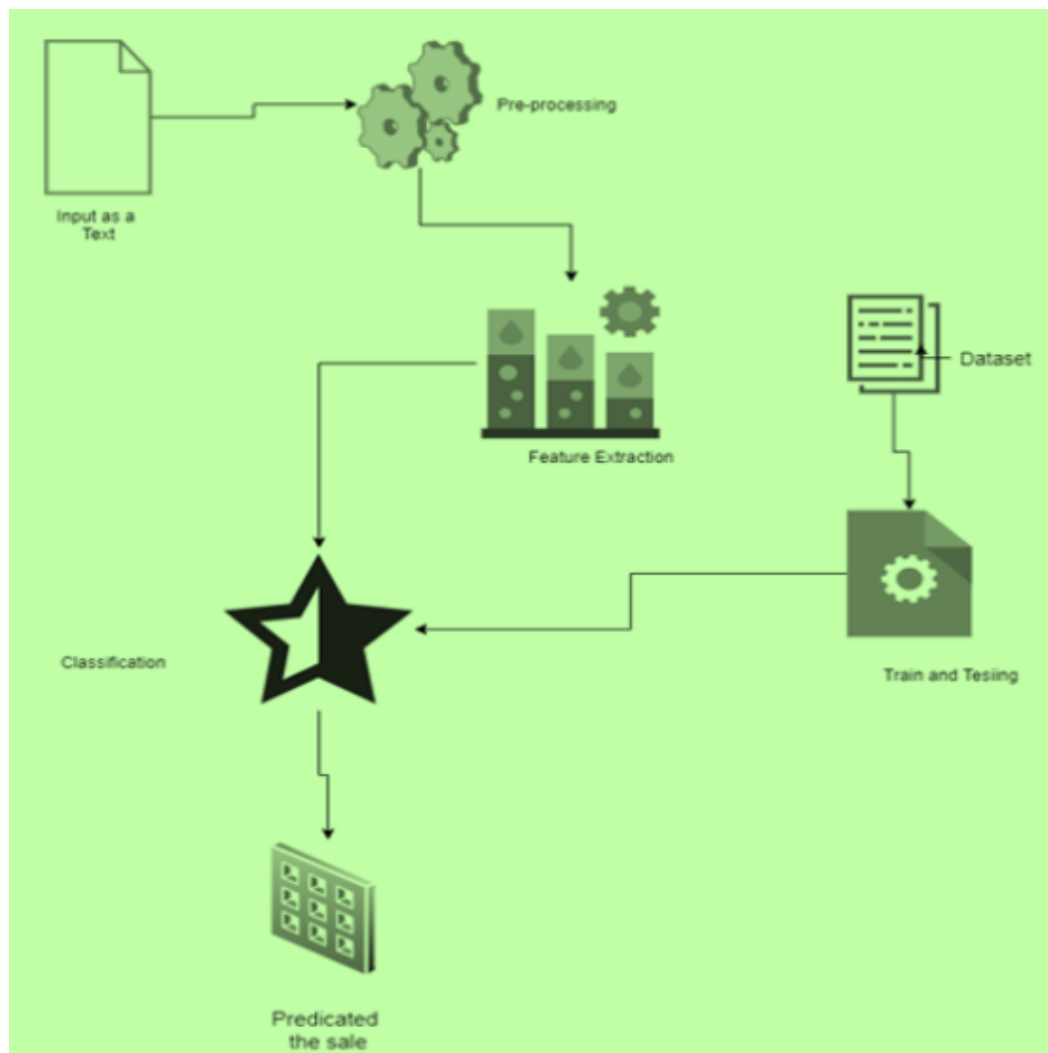 Pre-processing
Input as a
Text
Dataset
Feature Extraction
Classification
Train and Tesiing
Predicated
the sale